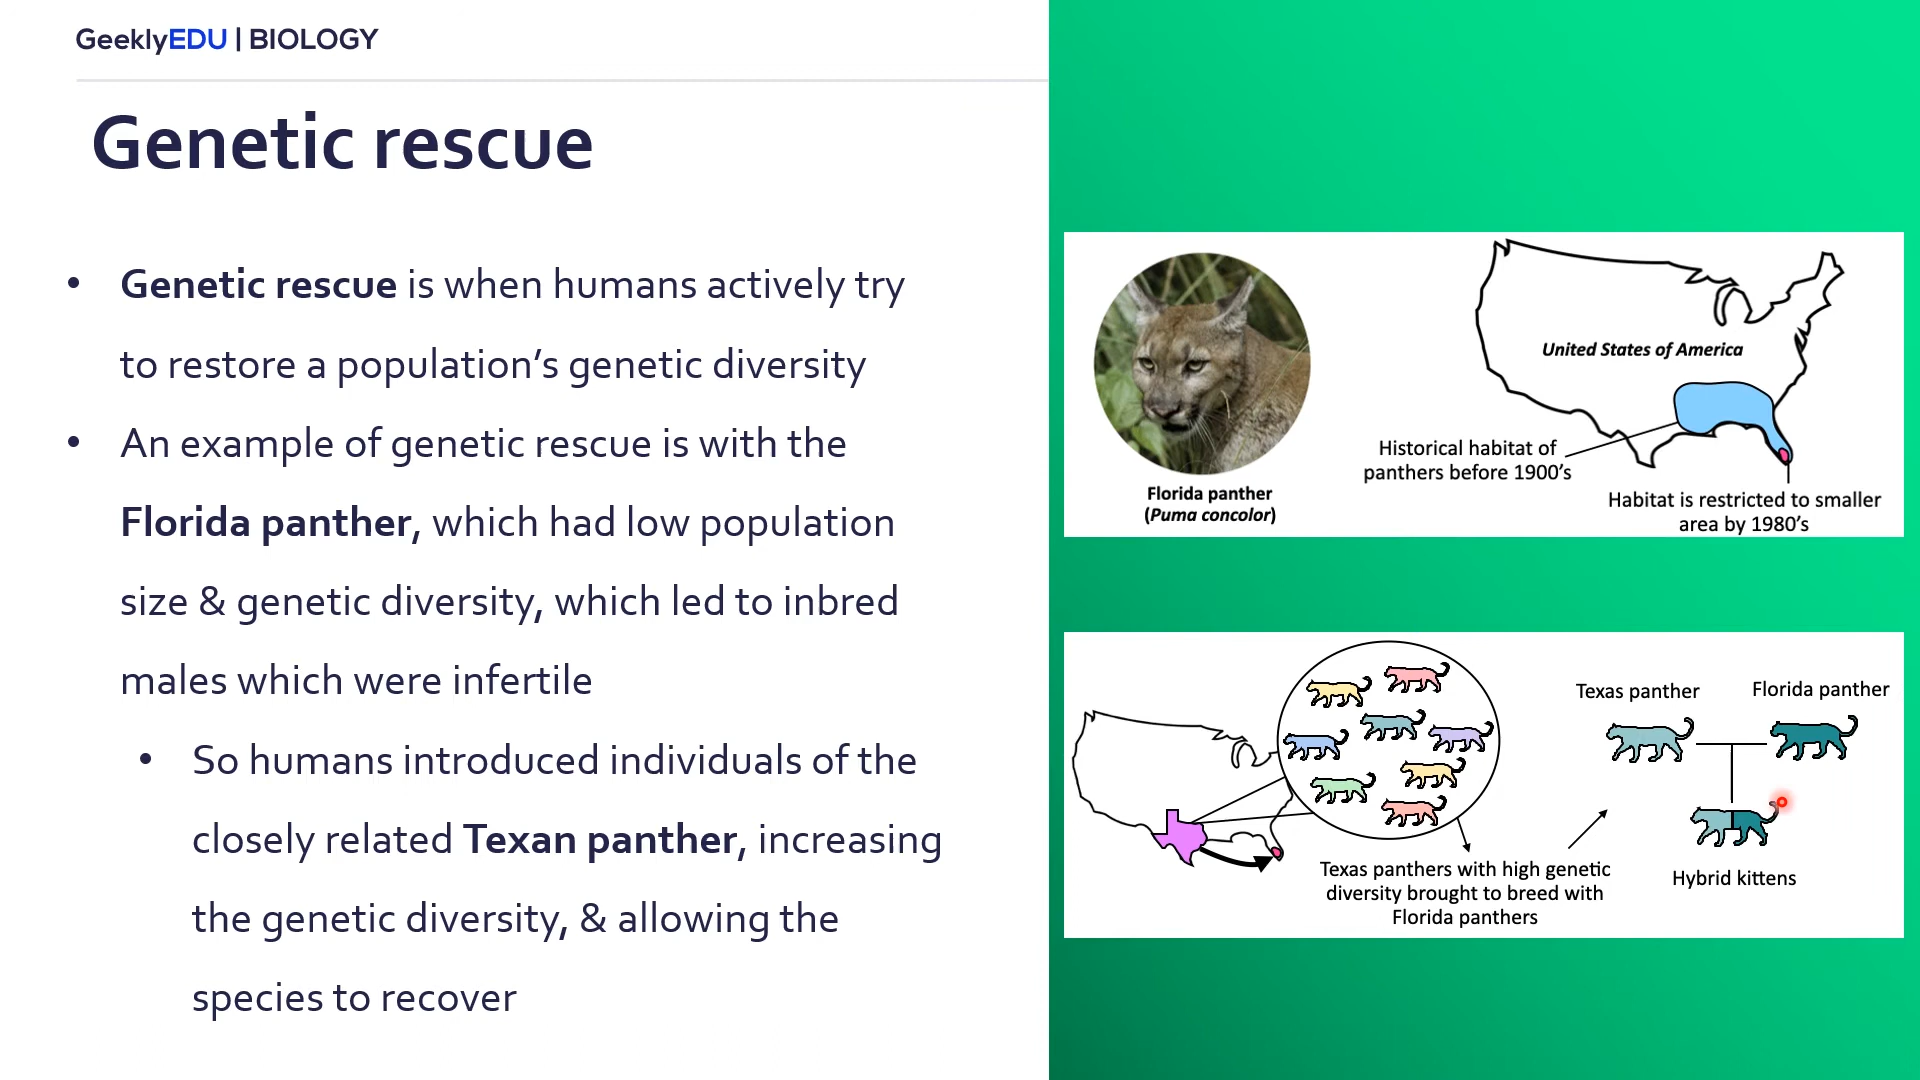 GeeklyEDU | BIOLOGY
Genetic rescue
• Genetic rescue is when humans actively try
to restore a population’s genetic diversity
• An example of genetic rescue is with the
Florida panther, which had low population
size & genetic diversity, which led to inbred
males which were infertile
• So humans introduced individuals of the
closely related Texan panther, increasing
the genetic diversity, & allowing the
species to recover
United States of America
Historical habitat of
panthers before 1900’s
Florida panther
(Puma concolor)
Habitat is restricted to smaller
area by 1980’s
Texas panther
Florida panther
Texas panthers with high genetic
diversity brought to breed with
Florida panthers
Hybrid kittens